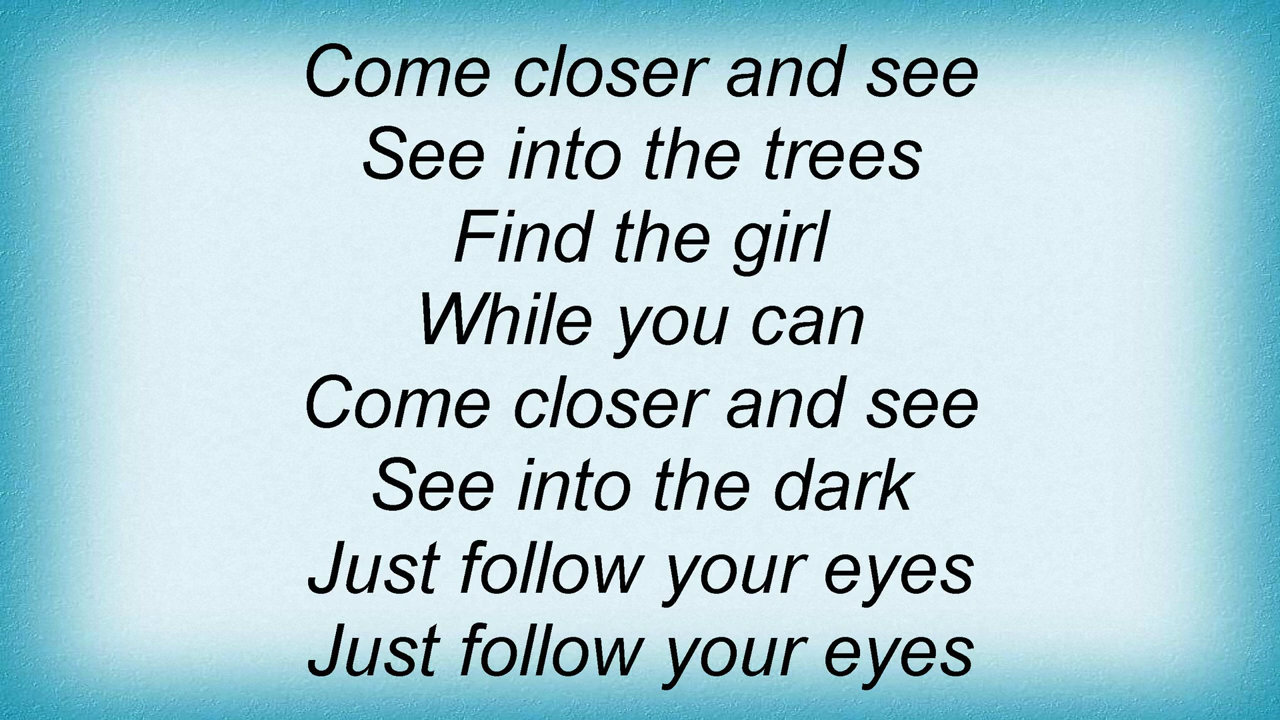 Come closer and see
See into the trees
Find the girl
While you can
Come closer and see
See into the dark
Just follow your eyes
Just follow your eyes